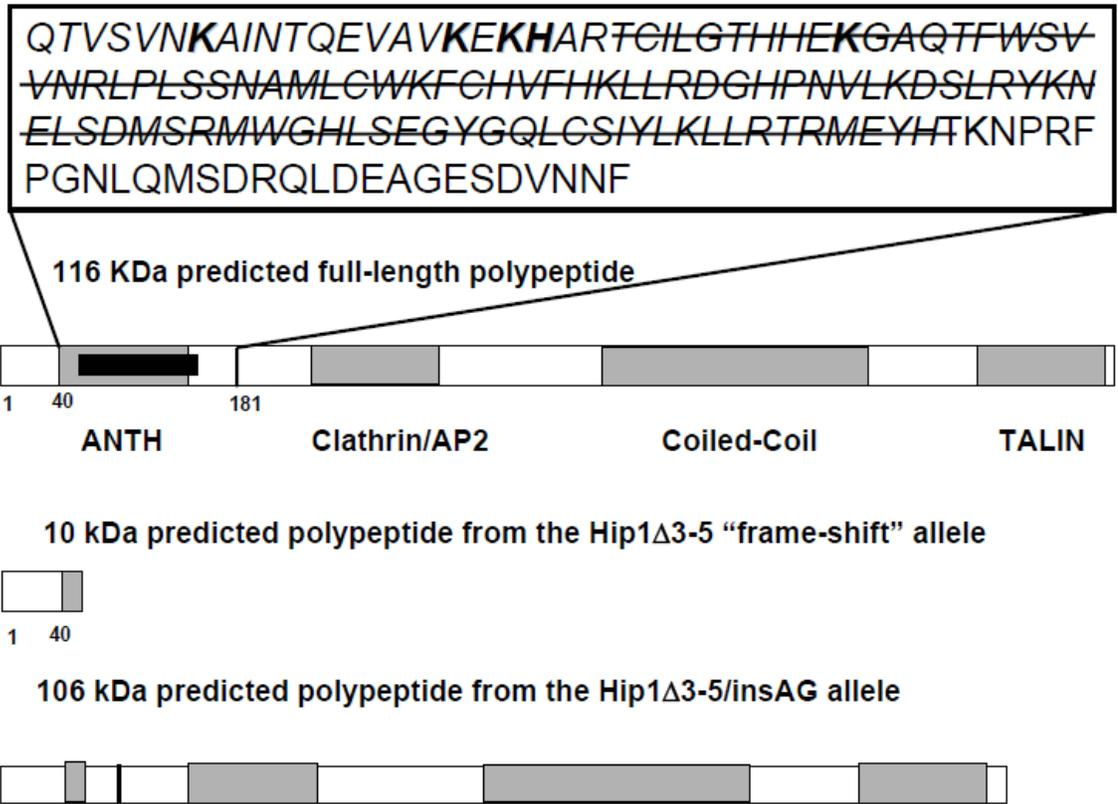 QTVSVNKAINTQEVAVKEKHARTCILGTHHEKGAQTFWSV
VNRLPLSSNAMLCWKFCHVFHKLLRDGHPNVLKDSLRYKN
ELSDMSRMWGHLSEGYGQLCSIYLKLLRTRMEYHTKNPRF
PGNLQMSDRQLDEAGESDVNNF
116 KDa predicted full-length polypeptide
1 40 181
ANTH Clathrin/AP2 Coiled-Coil TALIN
10 kDa predicted polypeptide from the Hip1Δ3-5 “frame-shift” allele
1 40
106 kDa predicted polypeptide from the Hip1Δ3-5/insAG allele